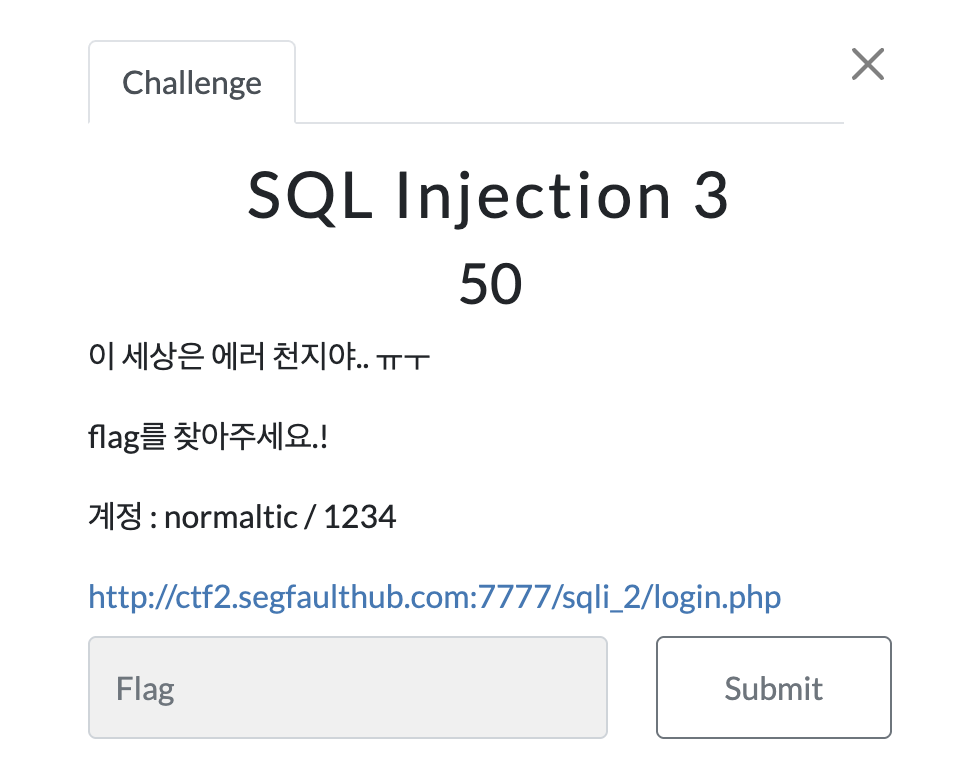 Challenge
SQL Injection 3
50
이 세상은 에러 천지야.. ㅠㅜ
flag를 찾아주세요.!
계정 : normaltic / 1234
http://ctf2.segfaulthub.com:7777/sqli_2/login.php
Flag
Submit